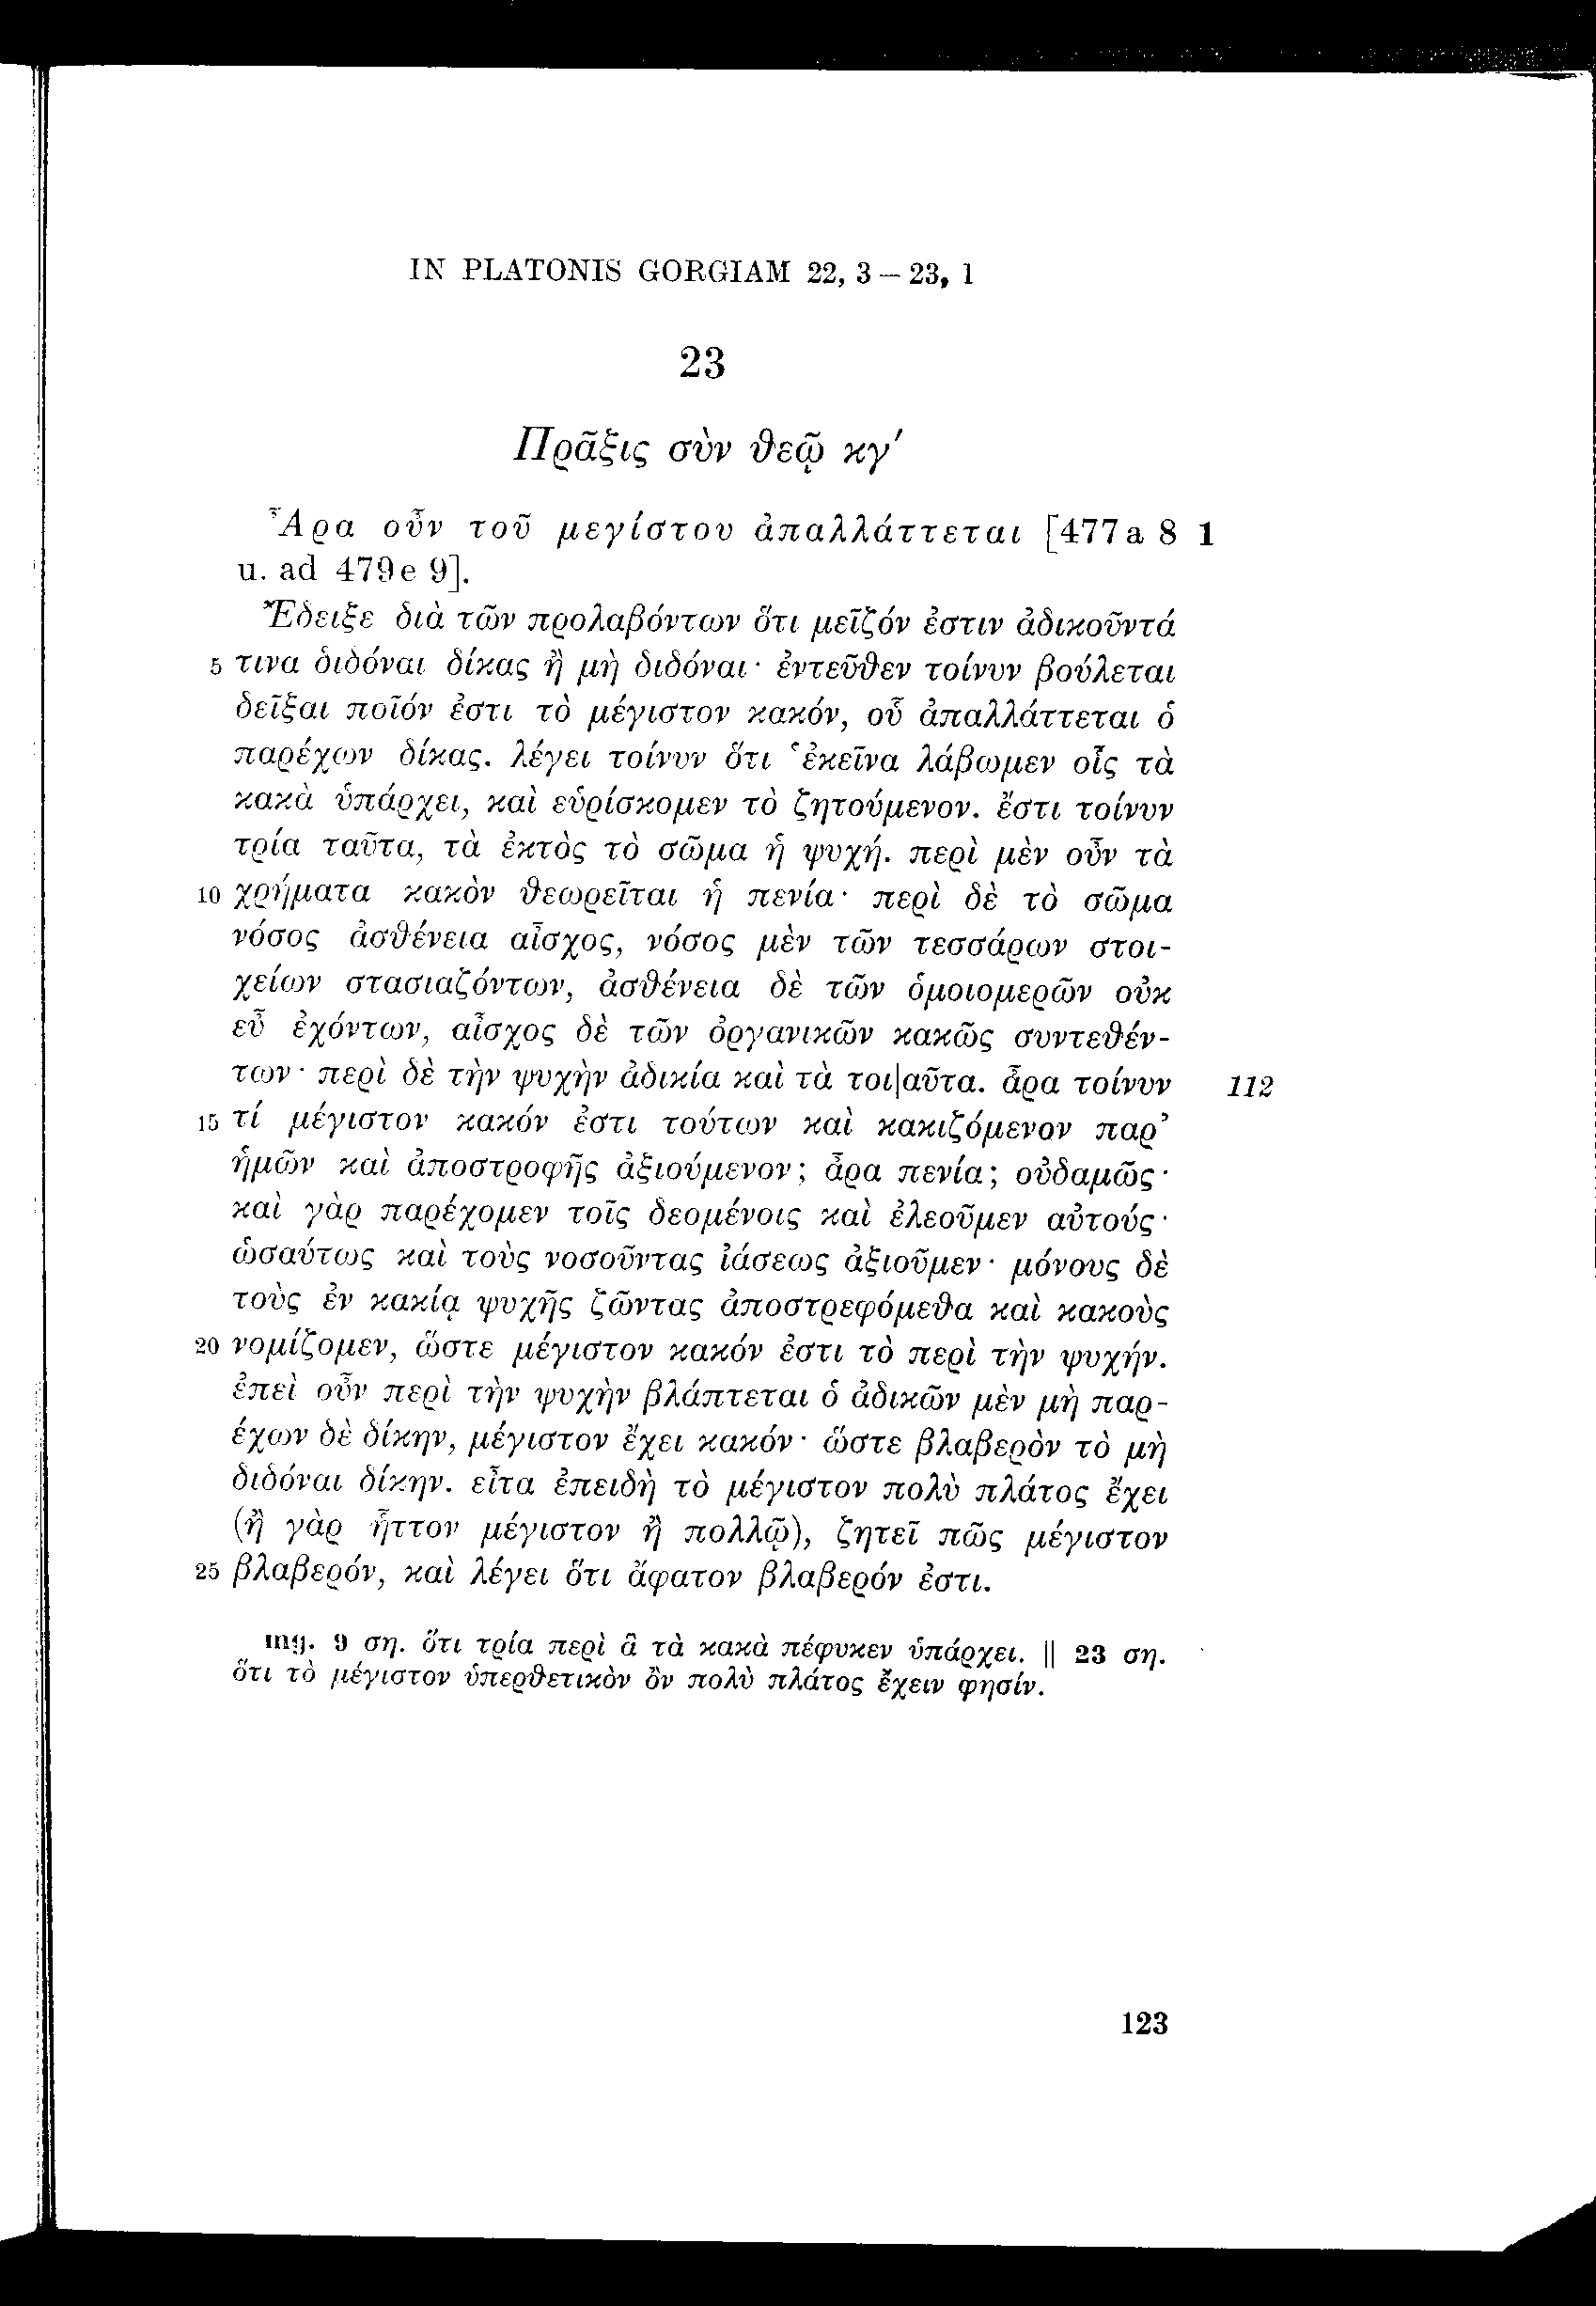 IN PLATONIS GORGIAM 22, 3 – 23, 1
23
Πρᾶξις σὺν θεῷ κγ′
Ἆρα οὖν τοῦ μεγίστου ἀπαλλάττεται [477 a 8 1
u. ad 479 e 9].
Ἔδειξε διὰ τῶν προλαβόντων ὅτι μεῖζόν ἐστιν ἀδικοῦντά
5 τινα διδόναι δίκας ἢ μὴ διδόναι· ἐντεῦθεν τοίνυν βούλεται
δεῖξαι ποῖόν ἐστι τὸ μέγιστον κακόν, οὗ ἀπαλλάττεται ὁ
παρέχων δίκας. λέγει τοίνυν ὅτι ʽἐκεῖνα λάβωμεν οἷς τὰ
κακὰ ὑπάρχει, καὶ εὑρίσκομεν τὸ ζητούμενον. ἔστι τοίνυν
τρία ταῦτα, τὰ ἐκτὸς τὸ σῶμα ἡ ψυχή. περὶ μὲν οὖν τὰ
10 χρήματα κακὸν θεωρεῖται ἡ πενία· περὶ δὲ τὸ σῶμα
νόσος ἀσθένεια αἶσχος, νόσος μὲν τῶν τεσσάρων στοι-
χείων στασιαζόντων, ἀσθένεια δὲ τῶν ὁμοιομερῶν οὐκ
εὖ ἐχόντων, αἶσχος δὲ τῶν ὀργανικῶν κακῶς συντεθέν-
των· περὶ δὲ τὴν ψυχὴν ἀδικία καὶ τὰ τοι|αῦτα. ἆρα τοίνυν 112
15 τί μέγιστον κακόν ἐστι τούτων καὶ κακιζόμενον παρ’
ἡμῶν καὶ ἀποστροφῆς ἀξιούμενον; ἆρα πενία; οὐδαμῶς·
καὶ γὰρ παρέχομεν τοῖς δεομένοις καὶ ἐλεοῦμεν αὐτούς·
ὡσαύτως καὶ τοὺς νοσοῦντας ἰάσεως ἀξιοῦμεν· μόνους δὲ
τοὺς ἐν κακίᾳ ψυχῆς ζῶντας ἀποστρεφόμεθα καὶ κακοὺς
20 νομίζομεν, ὥστε μέγιστον κακόν ἐστι τὸ περὶ τὴν ψυχήν.
ἐπεὶ οὖν περὶ τὴν ψυχὴν βλάπτεται ὁ ἀδικῶν μὲν μὴ παρ-
έχων δὲ δίκην, μέγιστον ἔχει κακόν· ὥστε βλαβερὸν τὸ μὴ
διδόναι δίκην. εἶτα ἐπειδὴ τὸ μέγιστον πολὺ πλάτος ἔχει
(ἢ γὰρ ἧττον μέγιστον ἢ πολλῷ), ζητεῖ πῶς μέγιστον
25 βλαβερόν, καὶ λέγει ὅτι ἄφατον βλαβερόν ἐστι.
mg. 9 ση. ὅτι τρία περὶ ἃ τὰ κακὰ πέφυκεν ὑπάρχει. || 23 ση.
ὅτι τὸ μέγιστον ὑπερθετικὸν ὂν πολὺ πλάτος ἔχειν φησίν.
123